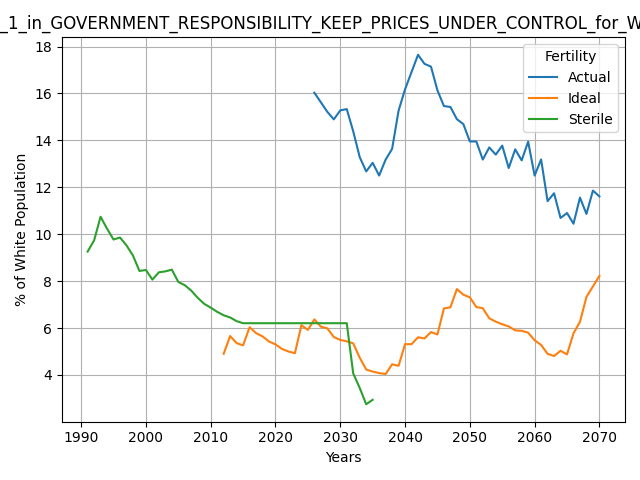 _1_in_GOVERNMENT_RESPONSIBILITY_KEEP_PRICES_UNDER_CONTROL_for_W
Fertility
Actual
Ideal
Sterile
% of White Population
18
16
14
12
10
8
6
4
1990 2000 2010 2020 2030 2040 2050 2060 2070
Years